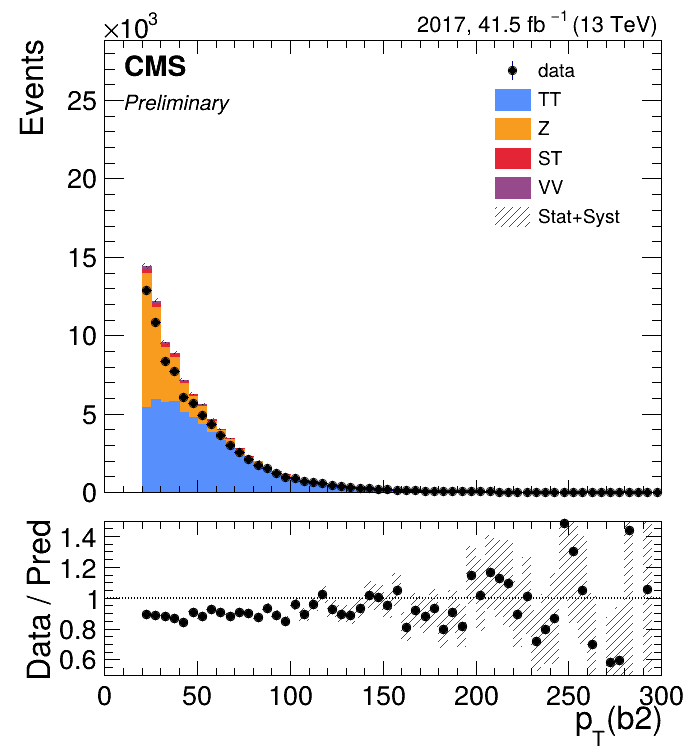 ×10³
2017, 41.5 fb⁻¹ (13 TeV)
CMS
Preliminary
Events
data
TT
Z
ST
VV
Stat+Syst
25
20
15
10
5
0
Data / Pred
1.4
1.2
1
0.8
0.6
0 50 100 150 200 250 300
p_T(b2)